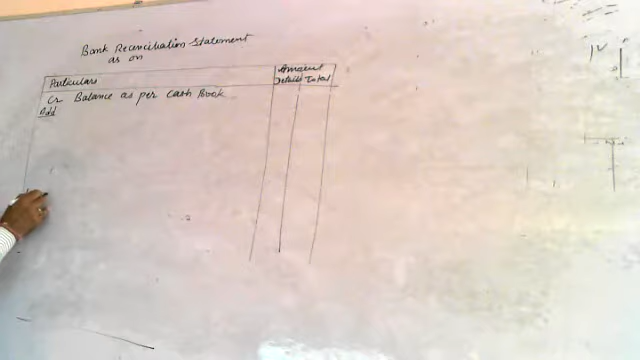 Bank Reconciliation Statement
as on
Particulars
Amount
Details Total
Cr Balance as per Cash Book
Add